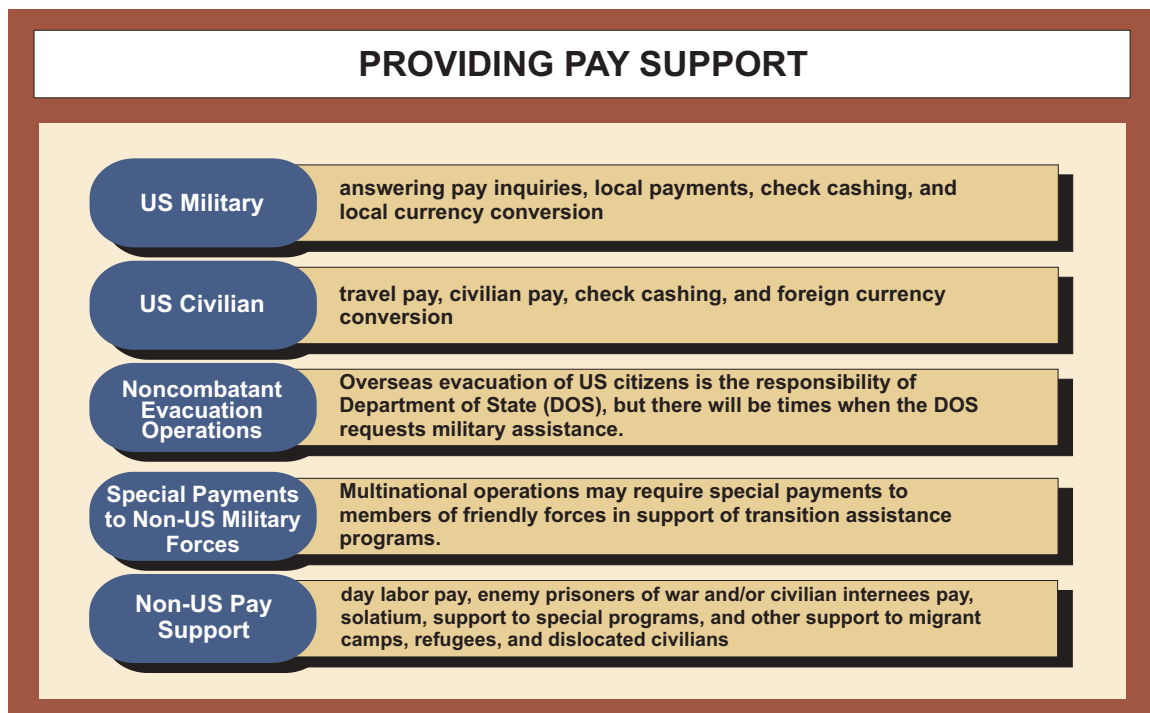 PROVIDING PAY SUPPORT
US Military
answering pay inquiries, local payments, check cashing, and
local currency conversion
US Civilian
travel pay, civilian pay, check cashing, and foreign currency
conversion
Noncombatant
Evacuation
Operations
Overseas evacuation of US citizens is the responsibility of
Department of State (DOS), but there will be times when the DOS
requests military assistance.
Special Payments
to Non-US Military
Forces
Multinational operations may require special payments to
members of friendly forces in support of transition assistance
programs.
Non-US Pay
Support
day labor pay, enemy prisoners of war and/or civilian internees pay,
solatium, support to special programs, and other support to migrant
camps, refugees, and dislocated civilians